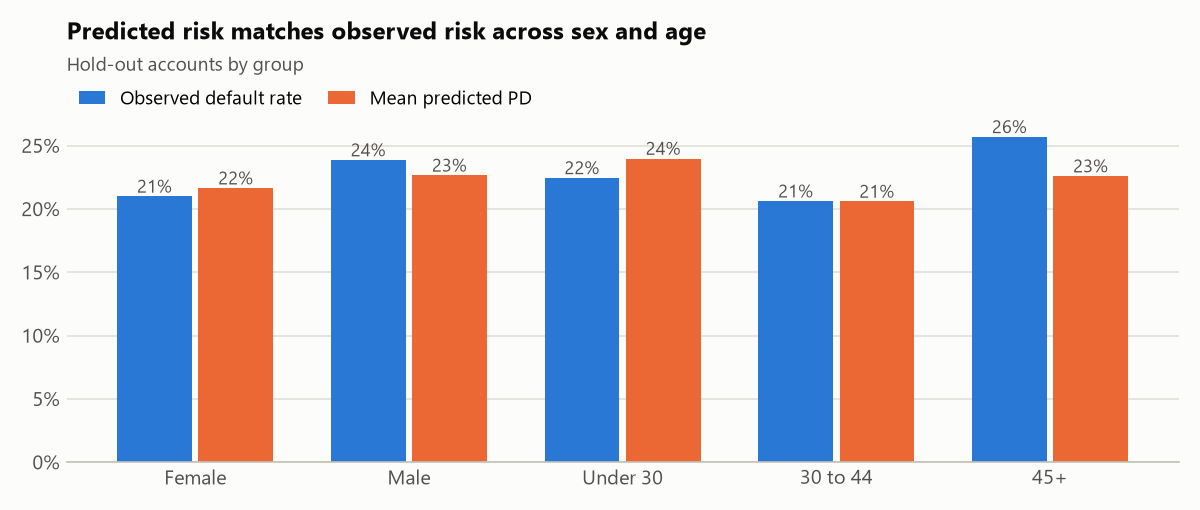 Predicted risk matches observed risk across sex and age
Hold-out accounts by group
Observed default rate Mean predicted PD
26%
25% 24% 24%
23% 23%
22% 22%
21% 21% 21%
20%
15%
10%
5%
0%
Female Male Under 30 30 to 44 45+